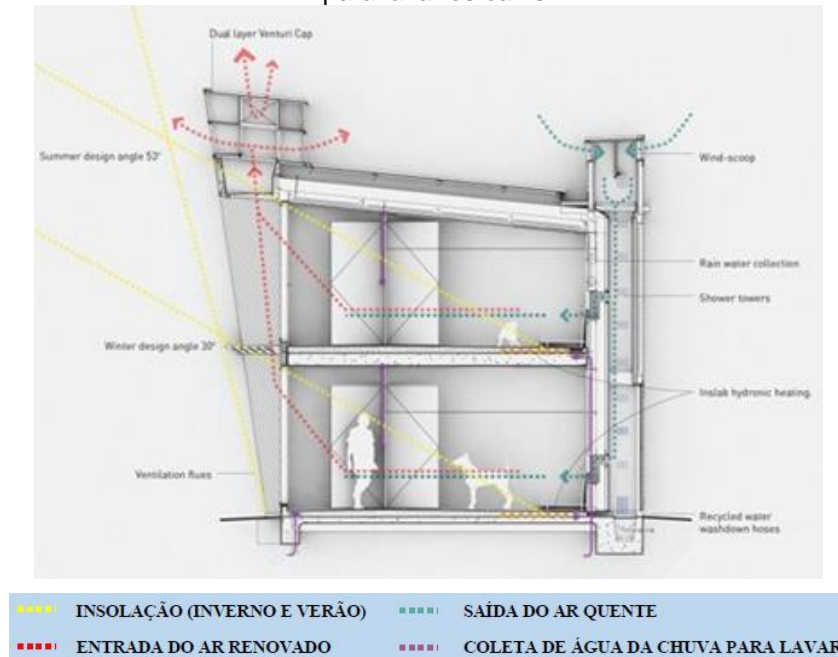 Dual layer Venturi Cap
Summer design angle 53°
Wind-scoop
Rain water collection
Shower towers
Winter design angle 30°
Inslab hydronic heating.
Ventilation flues
Recycled water
washdown hoses
INSOLAÇÃO (INVERNO E VERÃO)
SAÍDA DO AR QUENTE
ENTRADA DO AR RENOVADO
COLETA DE ÁGUA DA CHUVA PARA LAVAR